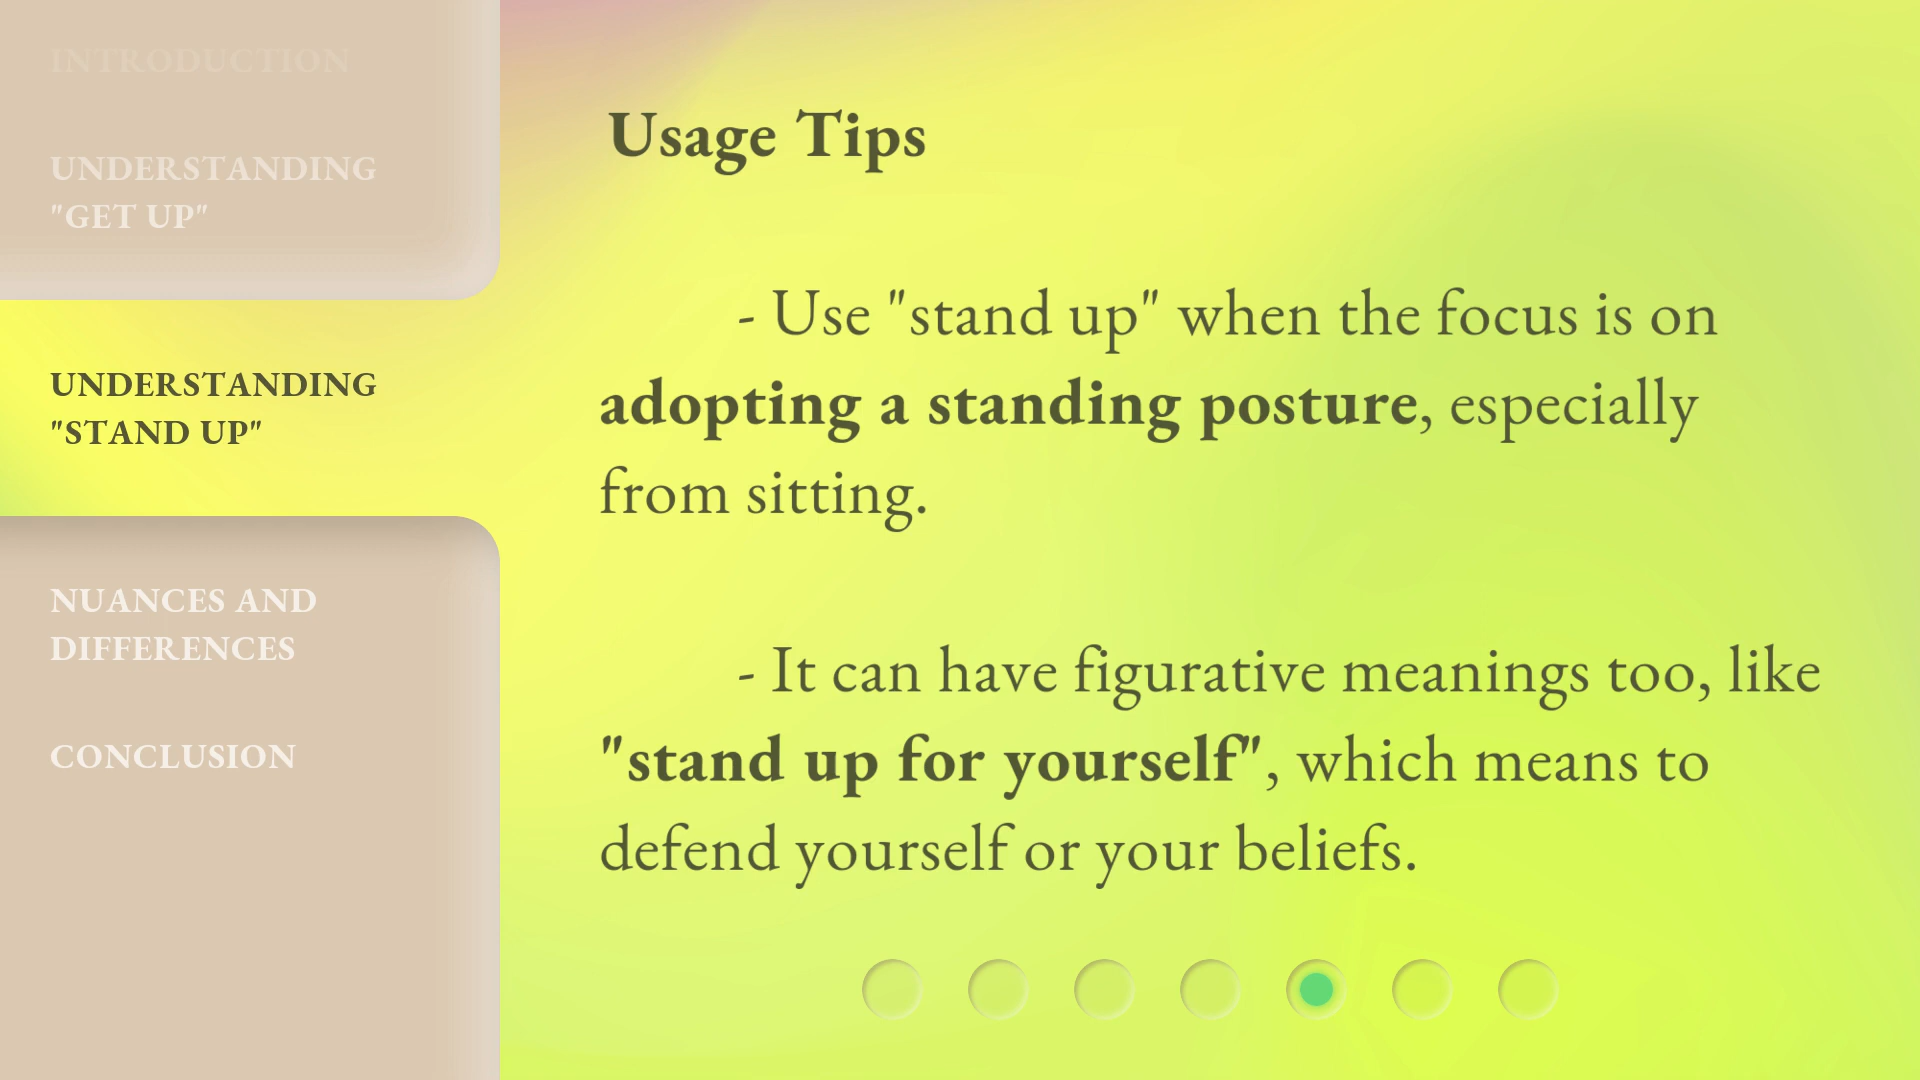 INTRODUCTION
UNDERSTANDING
"GET UP"
UNDERSTANDING
"STAND UP"
NUANCES AND
DIFFERENCES
CONCLUSION
Usage Tips
- Use "stand up" when the focus is on
adopting a standing posture, especially
from sitting.
- It can have figurative meanings too, like
"stand up for yourself", which means to
defend yourself or your beliefs.